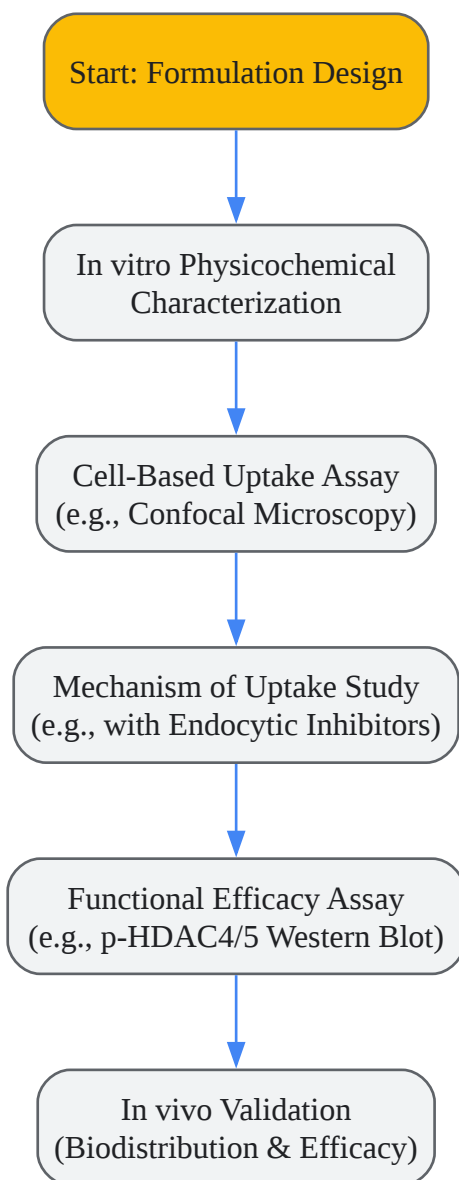 Start: Formulation Design
In vitro Physicochemical
Characterization
Cell-Based Uptake Assay
(e.g., Confocal Microscopy)
Mechanism of Uptake Study
(e.g., with Endocytic Inhibitors)
Functional Efficacy Assay
(e.g., p-HDAC4/5 Western Blot)
In vivo Validation
(Biodistribution & Efficacy)